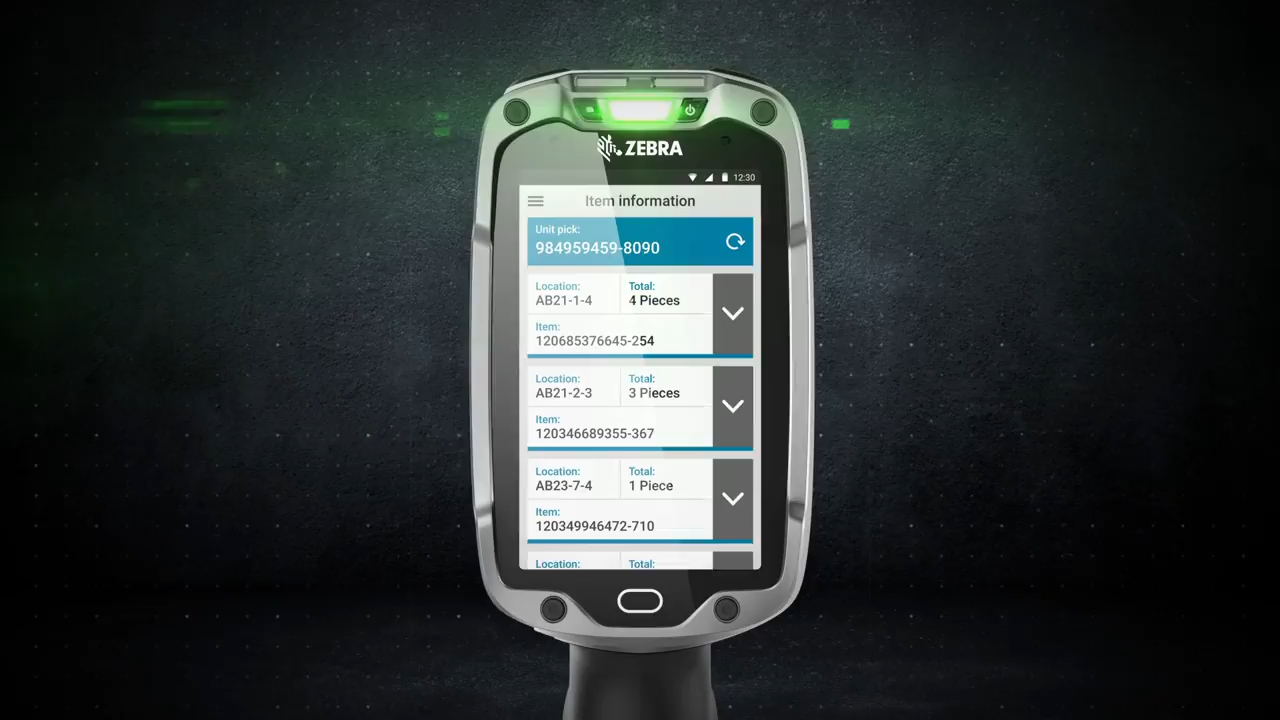 ZEBRA
12:30
Item information
Unit pick:
984959459-8090
Location: Total:
AB21-1-4 4 Pieces
Item:
120685376645-254
Location: Total:
AB21-2-3 3 Pieces
Item:
120346689355-367
Location: Total:
AB23-7-4 1 Piece
Item:
120349946472-710
Location: Total: